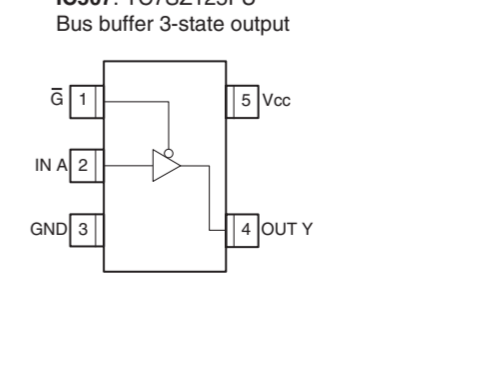 Bus buffer 3-state output
G̅ 1
5 Vcc
IN A 2
GND 3
4 OUT Y